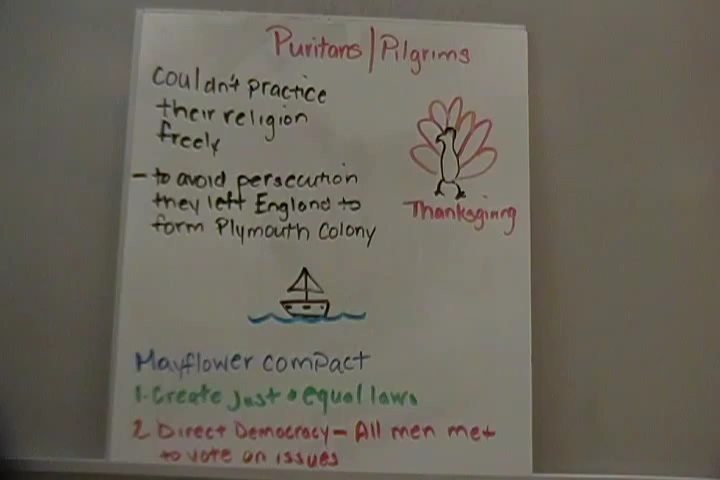 Puritans/Pilgrims
couldn't practice
their religion
freely
- to avoid persecution
they left England to
form Plymouth Colony
Thanksgiving
Mayflower compact
1. Create just + equal laws
2. Direct Democracy - All men met
to vote on issues